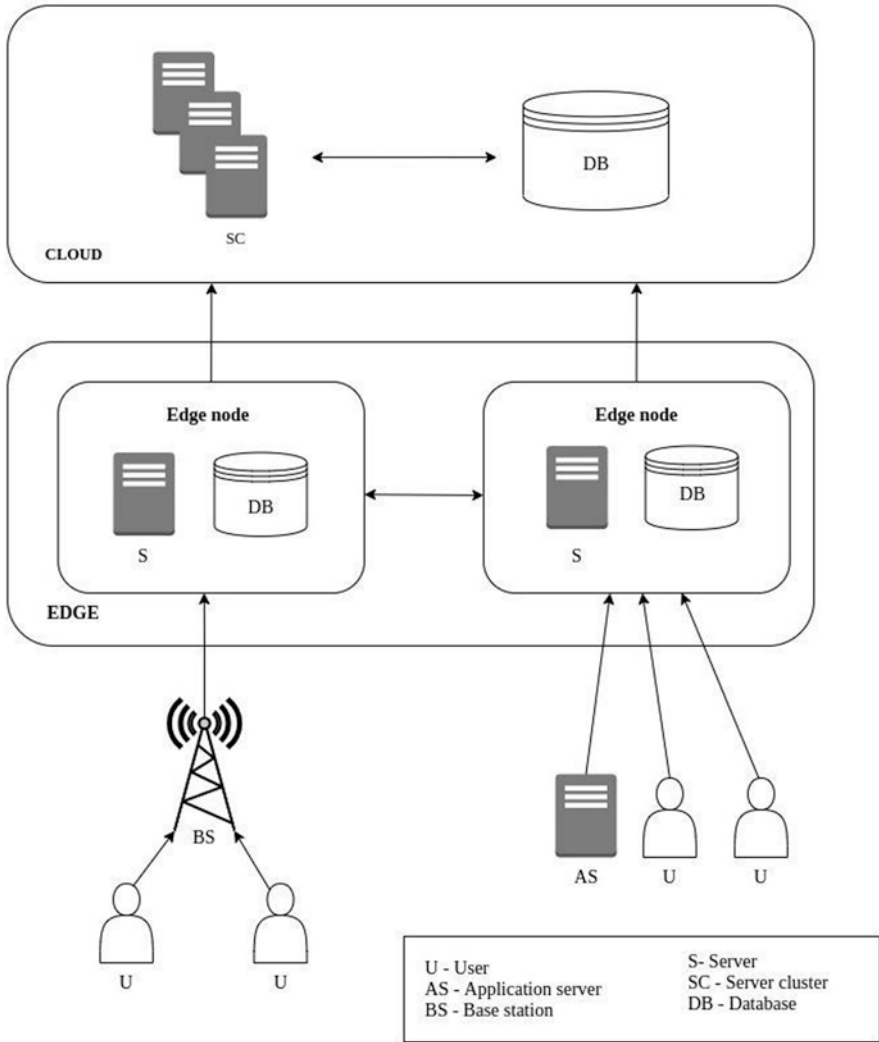 DB
SC
CLOUD
Edge node
Edge node
DB
DB
S
S
EDGE
BS
AS
U
U
U
U
U - User
AS - Application server
BS - Base station
S- Server
SC - Server cluster
DB - Database